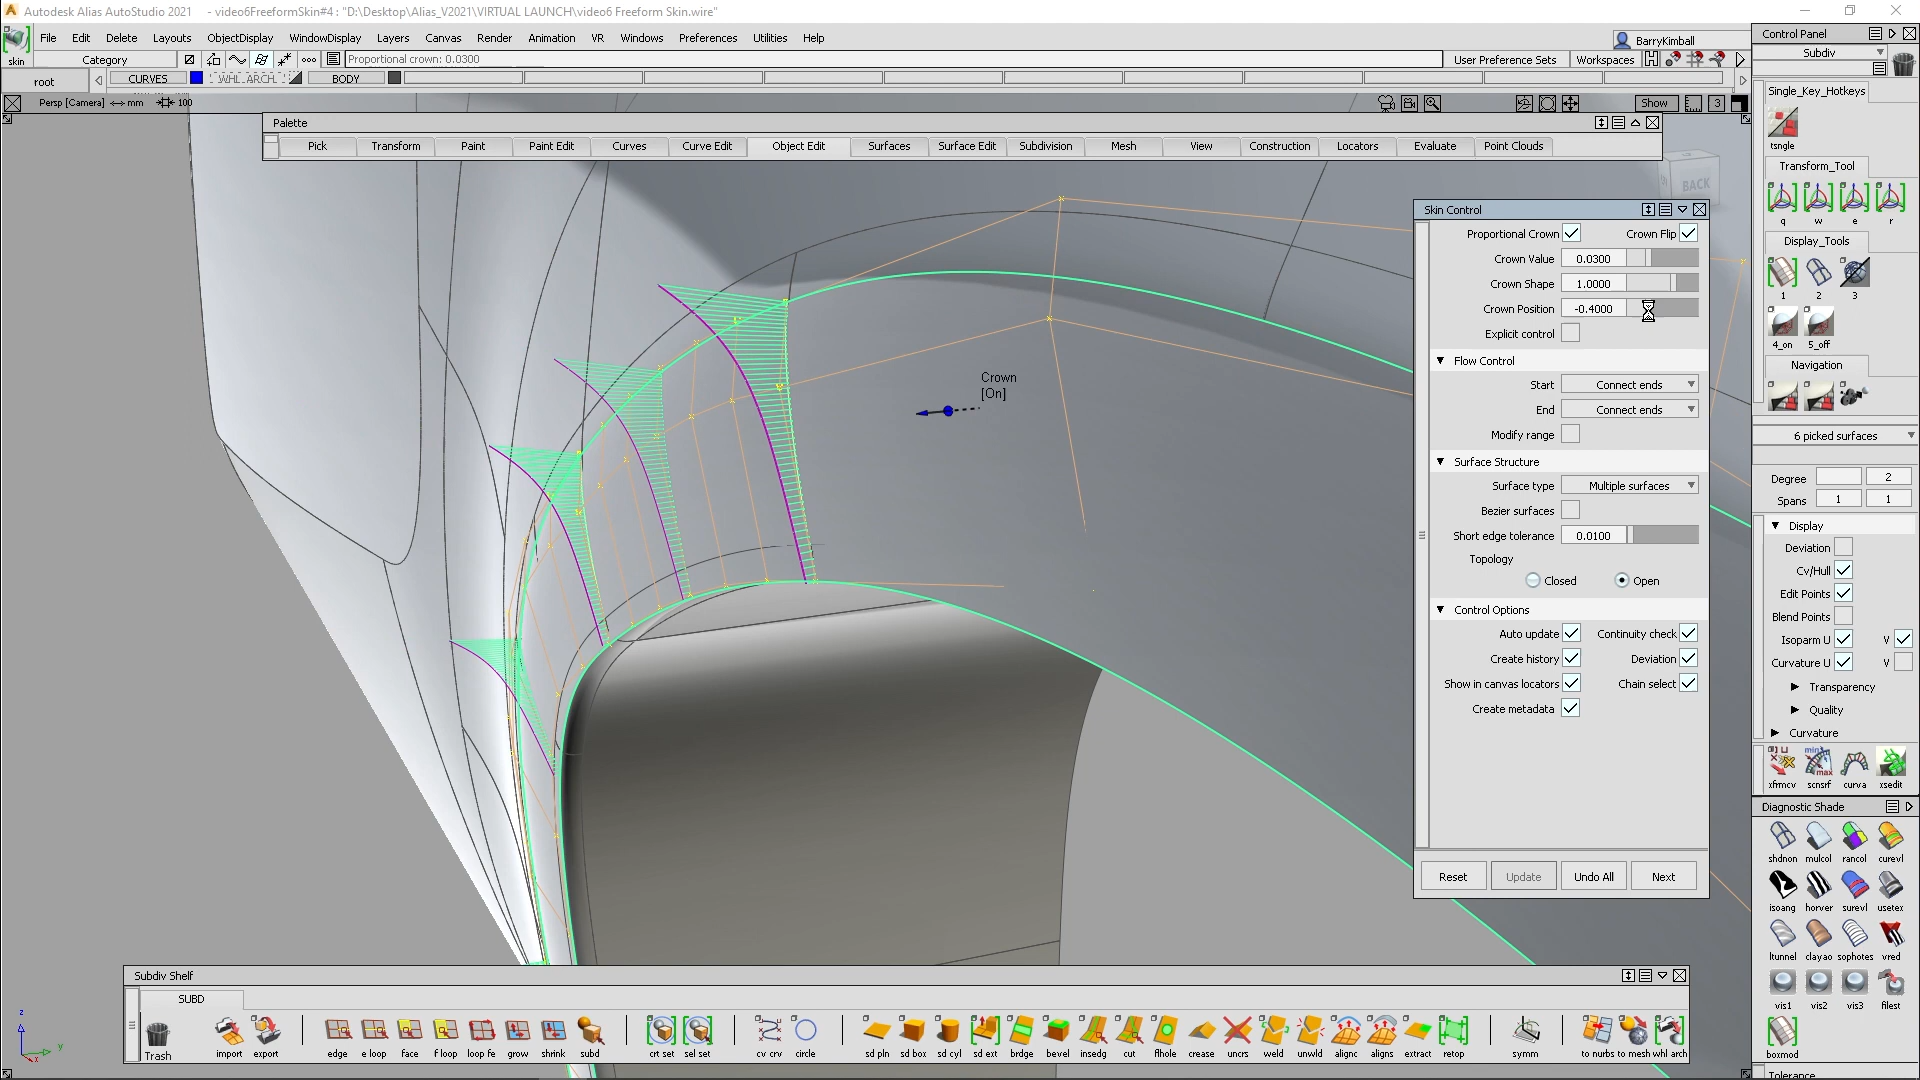 Autodesk Alias AutoStudio 2021 - video6FreeformSkin#4 : "D:\Desktop\Alias_V2021\VIRTUAL LAUNCH\video6 Freeform Skin.wire"
File Edit Delete Layouts ObjectDisplay WindowDisplay Layers Canvas Render Animation VR Windows Preferences Utilities Help
BarryKimball
skin Category Proportional crown: 0.0300 User Preference Sets Workspaces
root CURVES WHL ARCH BODY
Persp [Camera] mm 100 Show 3
Palette
Pick Transform Paint Paint Edit Curves Curve Edit Object Edit Surfaces Surface Edit Subdivision Mesh View Construction Locators Evaluate Point Clouds
BACK
Crown
[On]
Skin Control
Proportional Crown Crown Flip
Crown Value 0.0300
Crown Shape 1.0000
Crown Position -0.4000
Explicit control
Flow Control
Start Connect ends
End Connect ends
Modify range
Surface Structure
Surface type Multiple surfaces
Bezier surfaces
Short edge tolerance 0.0100
Topology
Closed Open
Control Options
Auto update Continuity check
Create history Deviation
Show in canvas locators Chain select
Create metadata
Reset Update Undo All Next
Control Panel
Subdiv
Single_Key_Hotkeys
tsngle
Transform_Tool
q w e r
Display_Tools
1 2 3
4_on 5_off
Navigation
6 picked surfaces
Degree 2
Spans 1 1
Display
Deviation
Cv/Hull
Edit Points
Blend Points
Isoparm U V
Curvature U V
Transparency
Quality
Curvature
xfrmcv scnsrf curva xsedit
Diagnostic Shade
shdnon mulcol rancol curevl
isoang horver surevl usetex
ltunnel clayao sophotes vred
vis1 vis2 vis3 filest
boxmod
Tolerance
Subdiv Shelf
SUBD
Trash import export edge e loop face f loop loop fe grow shrink subd crt set sel set cv crv circle sd pln sd box sd cyl sd ext brdge bevel insedg cut flhole crease uncrs weld unwld alignc aligns extract retop symm to nurbs to mesh whl arch
z
y
x